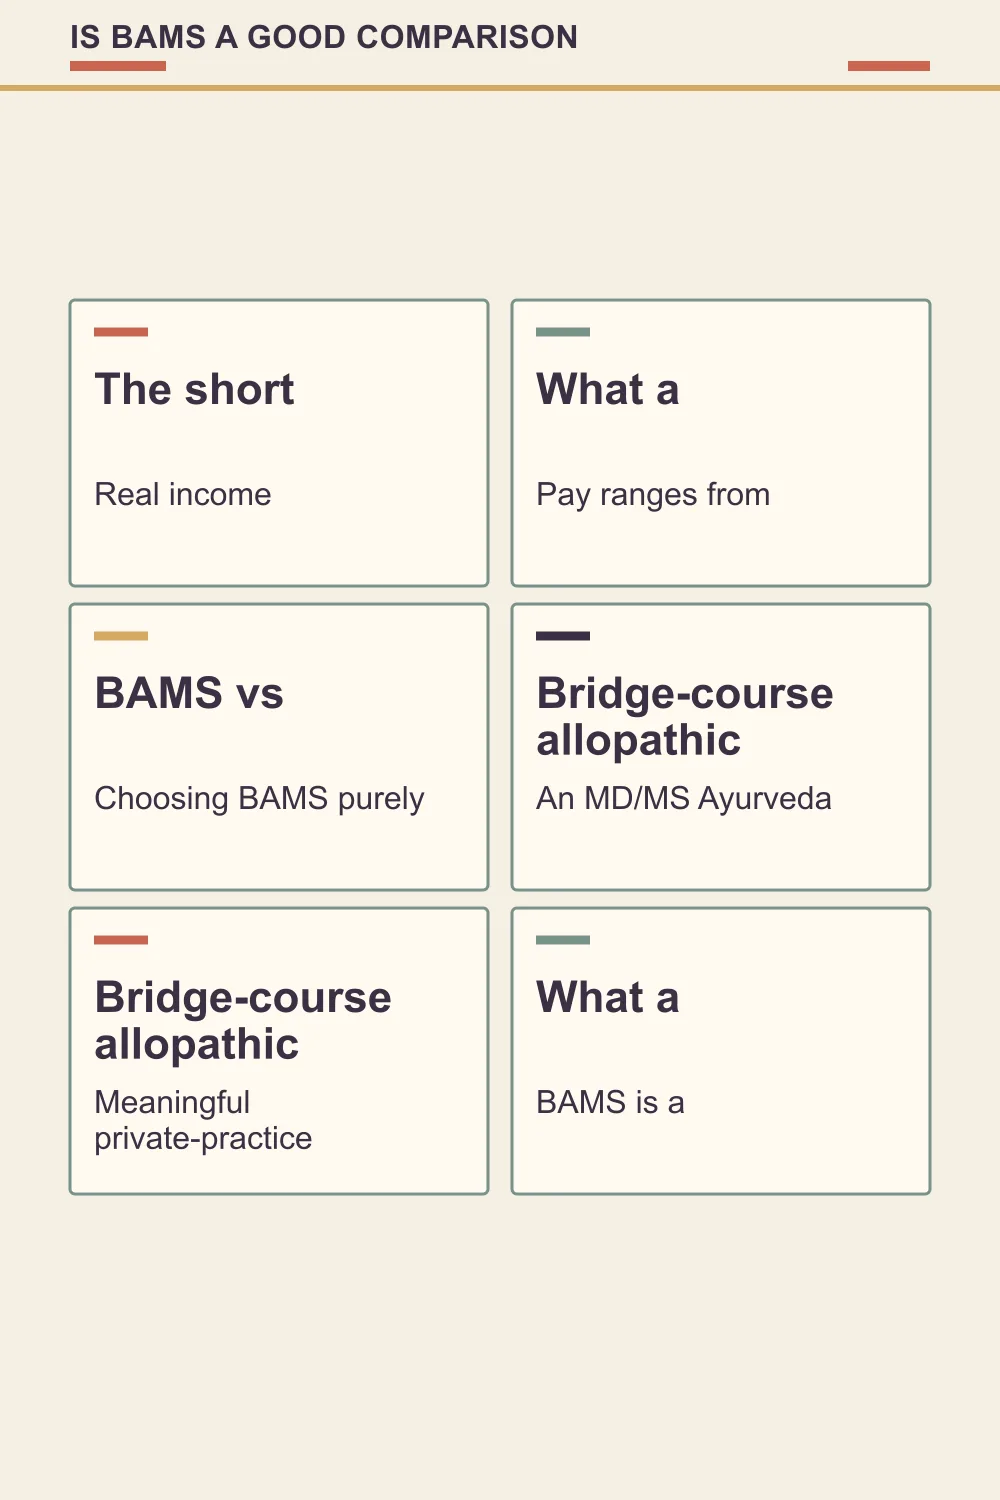 IS BAMS A GOOD COMPARISON
The short
Real income
What a
Pay ranges from
BAMS vs
Choosing BAMS purely
Bridge-course
allopathic
An MD/MS Ayurveda
Bridge-course
allopathic
Meaningful
private-practice
What a
BAMS is a